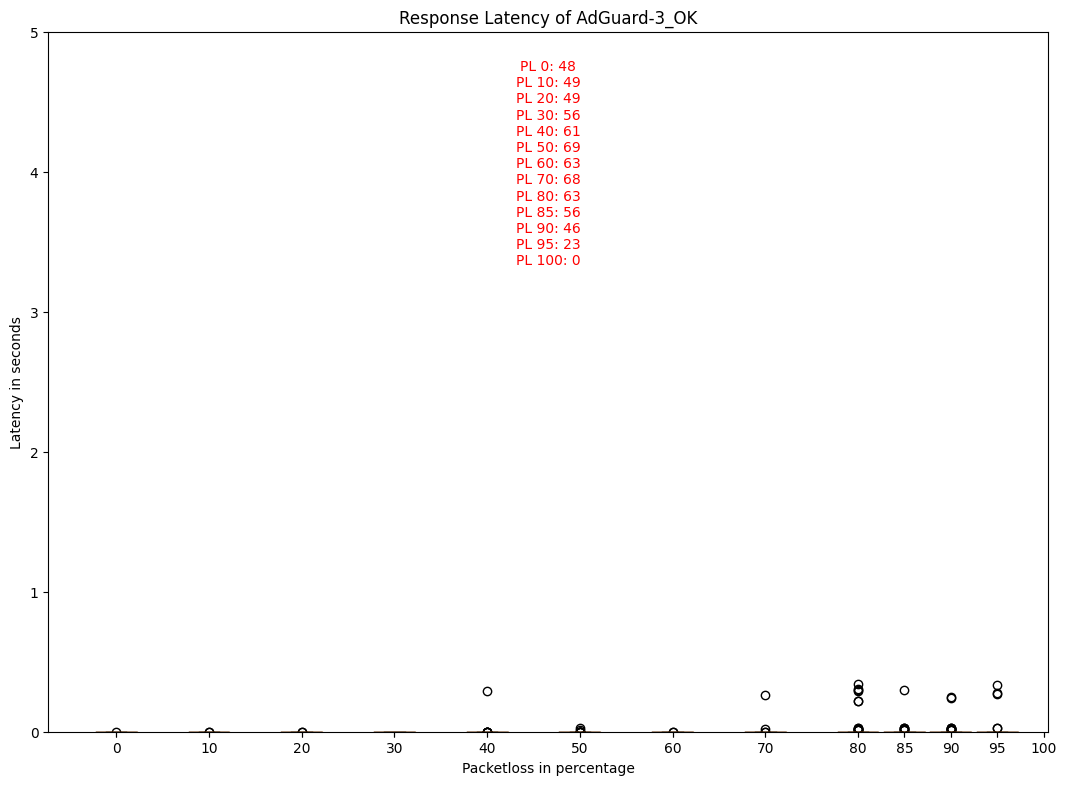 Response Latency of AdGuard-3_OK
5
PL 0: 48
PL 10: 49
PL 20: 49
PL 30: 56
PL 40: 61
PL 50: 69
PL 60: 63
PL 70: 68
PL 80: 63
PL 85: 56
PL 90: 46
PL 95: 23
PL 100: 0
4
3
2
1
0
Latency in seconds
0 10 20 30 40 50 60 70 80 85 90 95 100
Packetloss in percentage